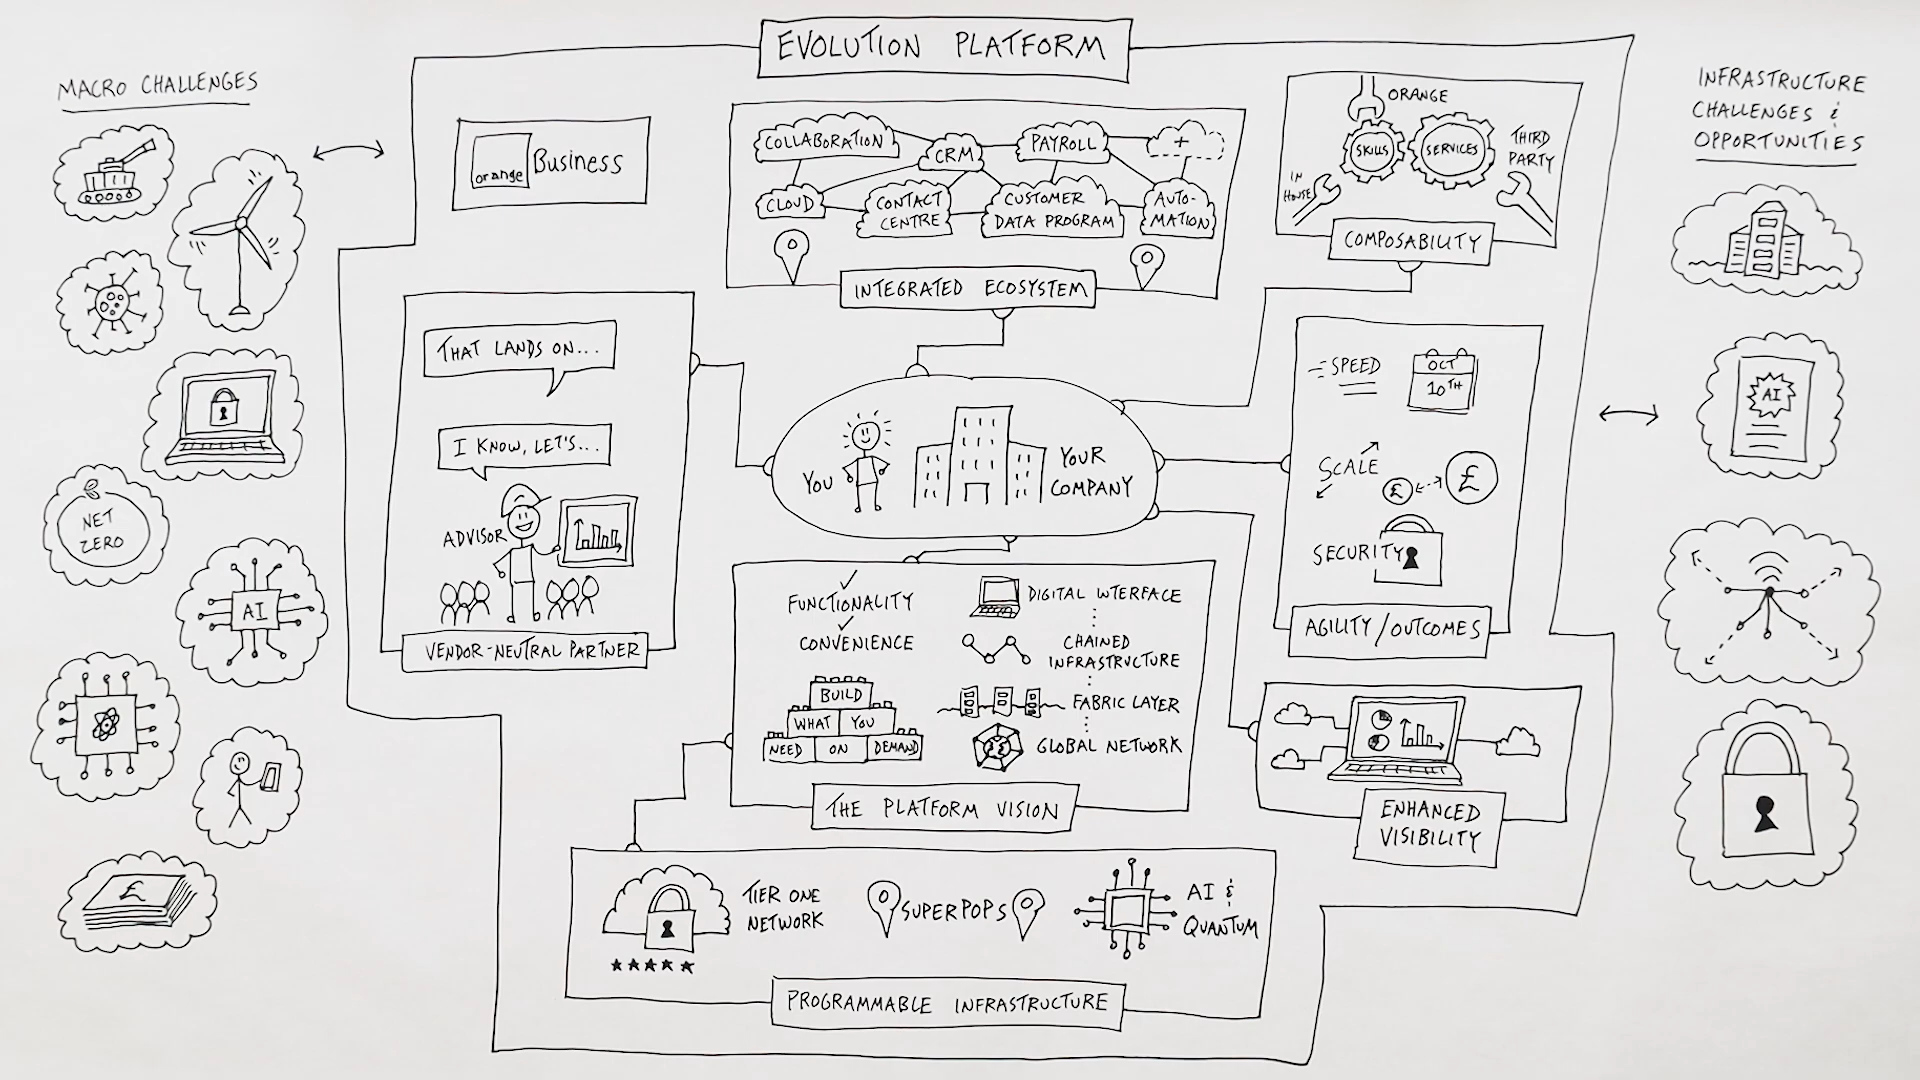 EVOLUTION PLATFORM
MACRO CHALLENGES
NET
ZERO
AI
£
orange
Business
COLLABORATION
CRM
PAYROLL
+
CLOUD
CONTACT
CENTRE
CUSTOMER
DATA PROGRAM
AUTO-
MATION
INTEGRATED ECOSYSTEM
ORANGE
SKILLS
SERVICES
THIRD
PARTY
IN
HOUSE
COMPOSABILITY
THAT LANDS ON...
I KNOW, LET'S...
ADVISOR
VENDOR-NEUTRAL PARTNER
YOU
YOUR
COMPANY
SPEED
OCT
10TH
SCALE
£
£
SECURITY
AGILITY/OUTCOMES
FUNCTIONALITY
CONVENIENCE
BUILD
WHAT YOU
NEED ON DEMAND
DIGITAL INTERFACE
CHAINED
INFRASTRUCTURE
FABRIC LAYER
GLOBAL NETWORK
THE PLATFORM VISION
ENHANCED
VISIBILITY
TIER ONE
NETWORK
SUPERPOPS
AI &
QUANTUM
PROGRAMMABLE INFRASTRUCTURE
INFRASTRUCTURE
CHALLENGES &
OPPORTUNITIES
AI